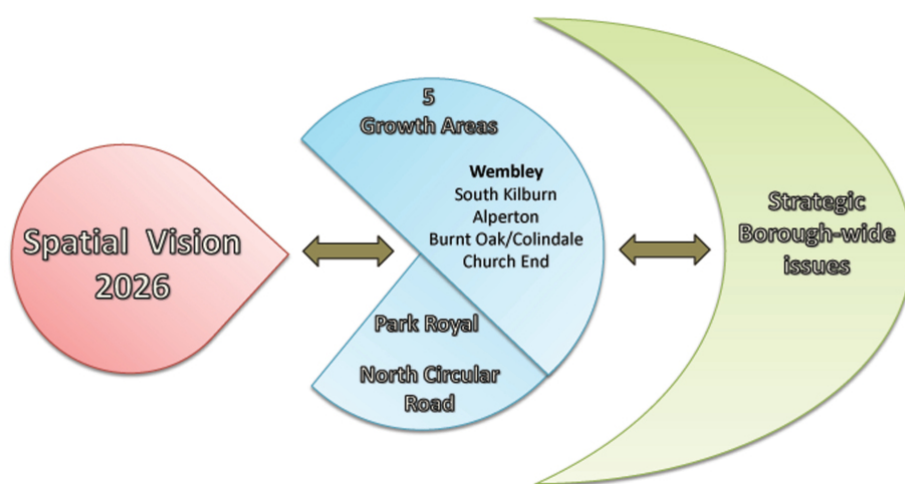 Spatial Vision
2026
5
Growth Areas
Wembley
South Kilburn
Alperton
Burnt Oak/Colindale
Church End
Park Royal
North Circular
Road
Strategic
Borough-wide
issues